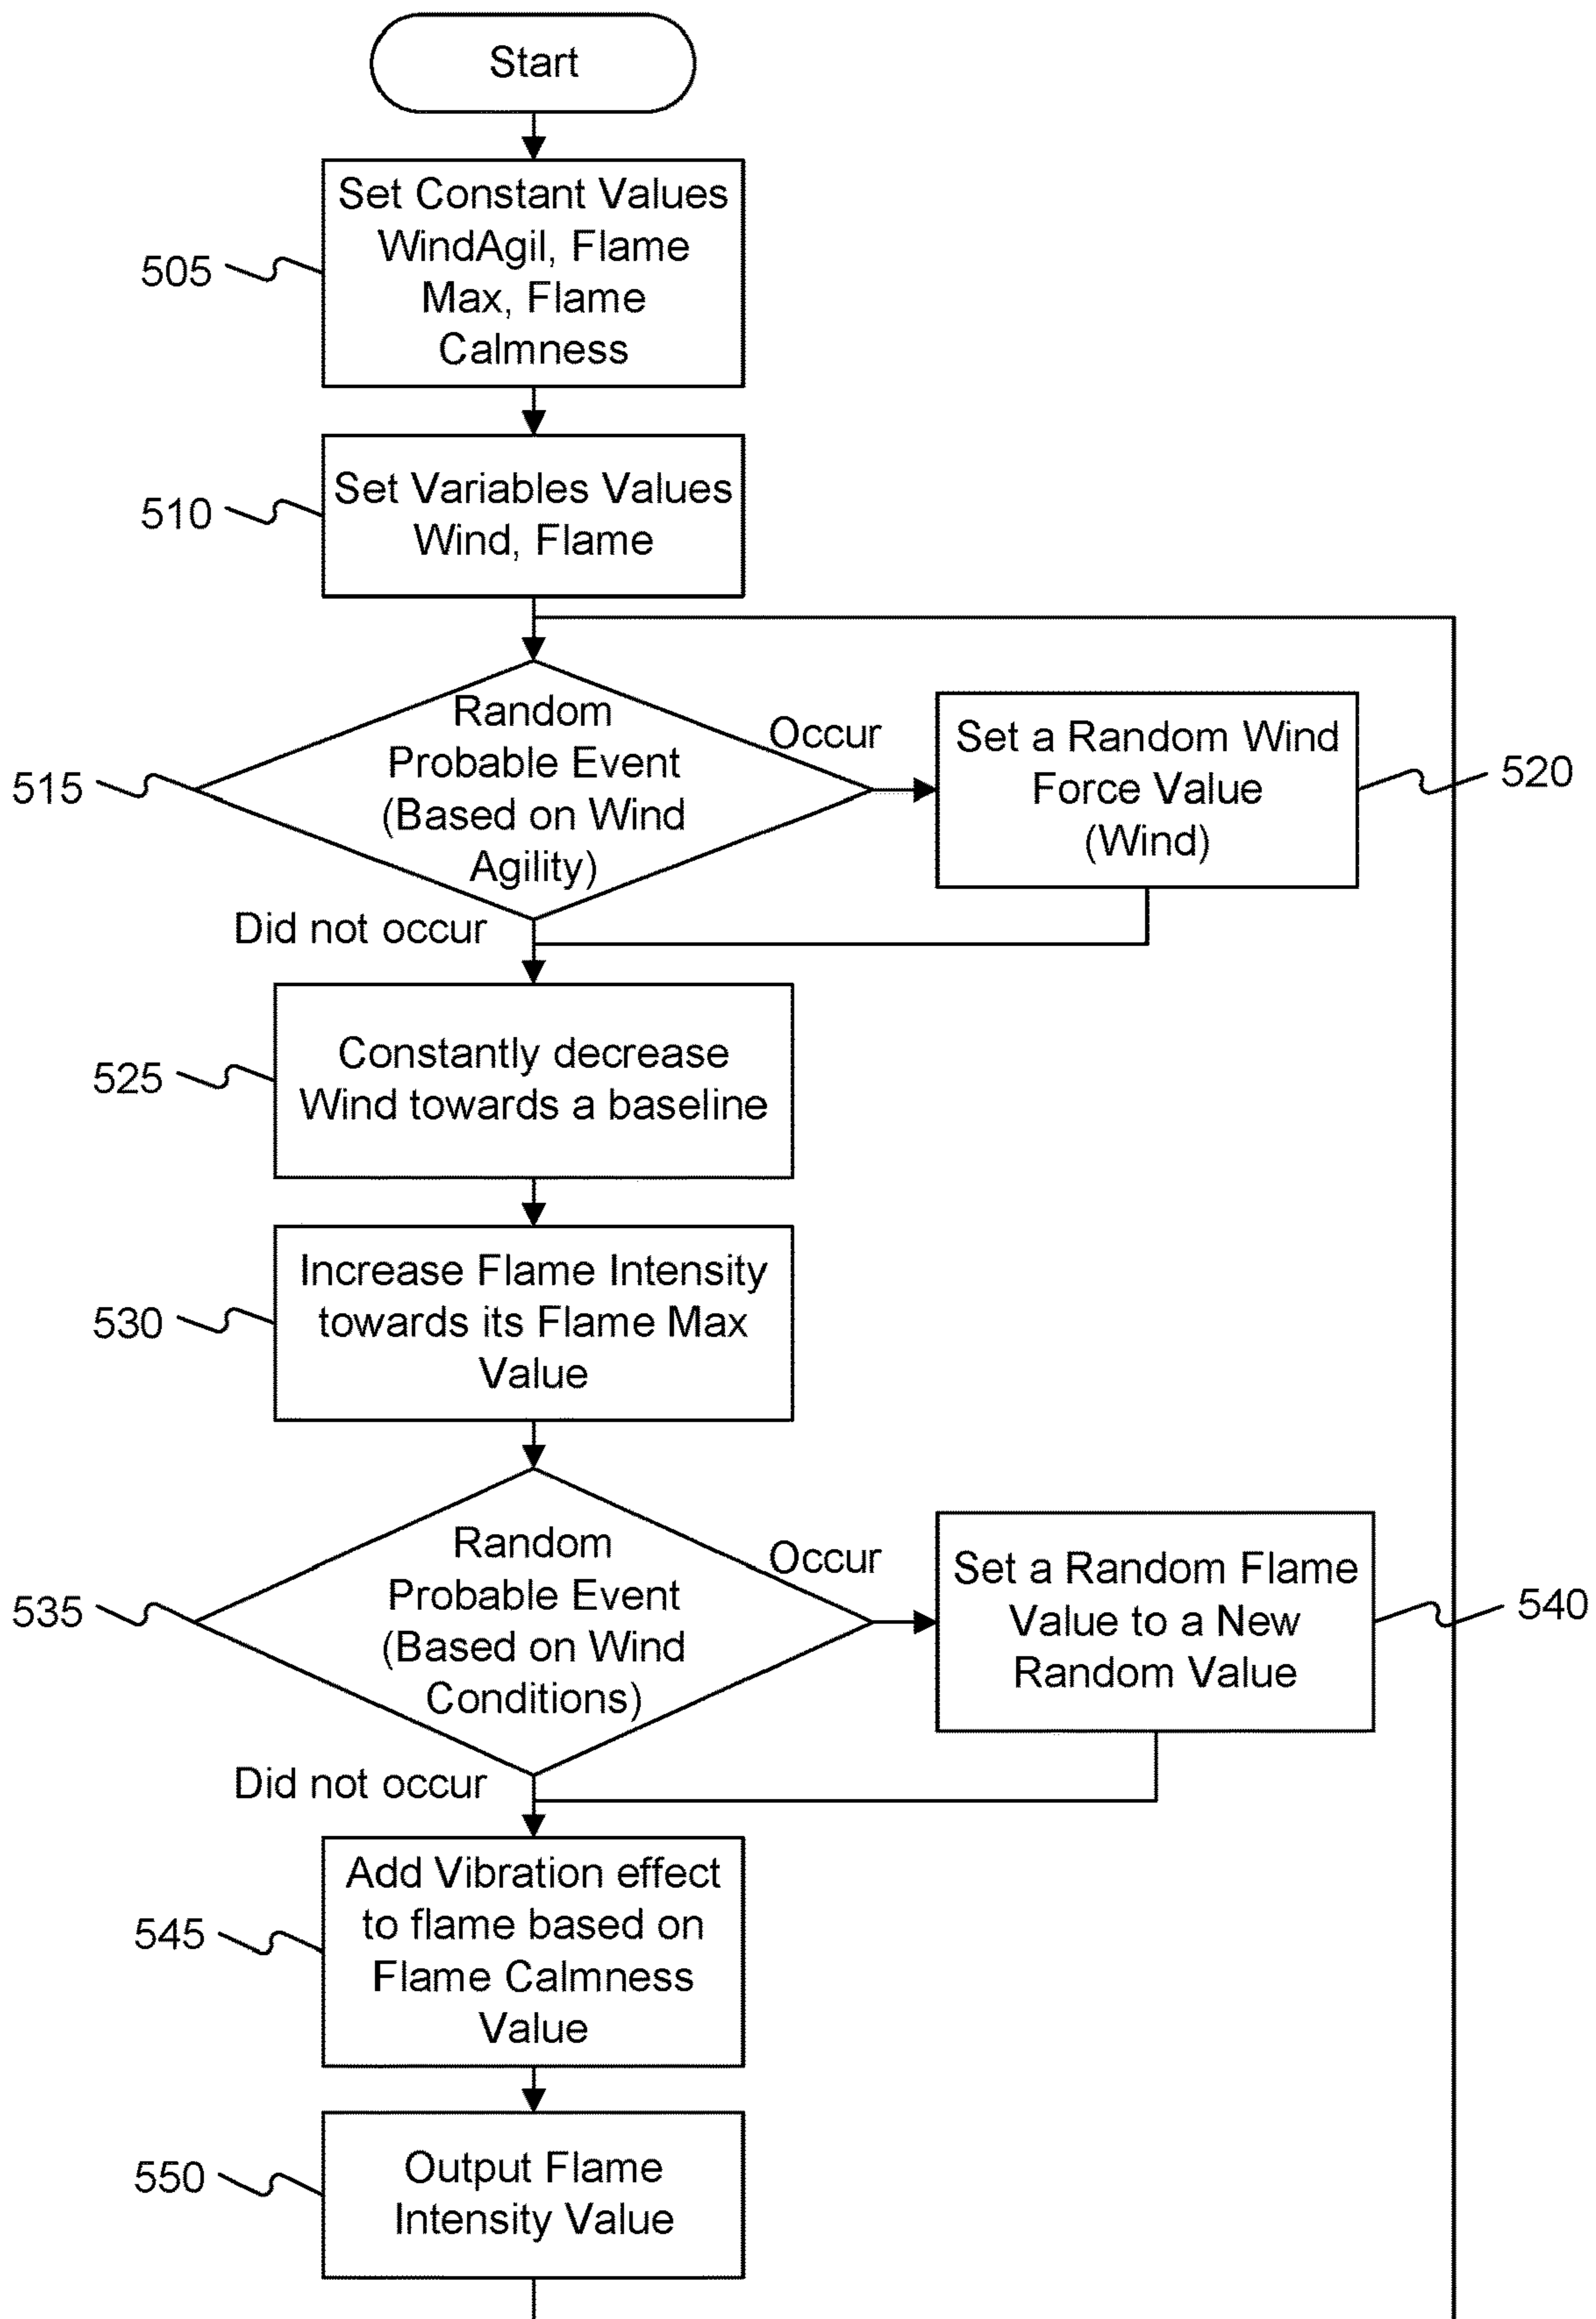 Start
505
Set Constant Values
WindAgil, Flame
Max, Flame
Calmness
510
Set Variables Values
Wind, Flame
515
Random
Probable Event
(Based on Wind
Agility)
Occur
Set a Random Wind
Force Value
(Wind)
520
Did not occur
525
Constantly decrease
Wind towards a baseline
530
Increase Flame Intensity
towards its Flame Max
Value
535
Random
Probable Event
(Based on Wind
Conditions)
Occur
Set a Random Flame
Value to a New
Random Value
540
Did not occur
545
Add Vibration effect
to flame based on
Flame Calmness
Value
550
Output Flame
Intensity Value